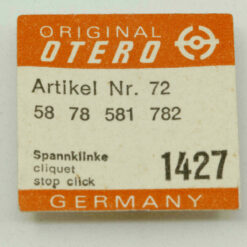 ORIGINAL
OTERO
Artikel Nr. 72
58 78 581 782
Spannklinke
cliquet
stop click
1427
GERMANY